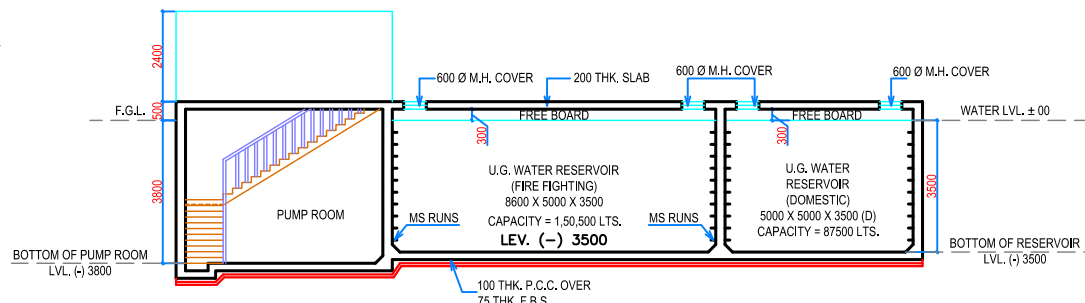 2400
600 Ø M.H. COVER
200 THK. SLAB
600 Ø M.H. COVER
600 Ø M.H. COVER
F.G.L.
500
FREE BOARD
FREE BOARD
WATER LVL. ± 00
300
300
3800
U.G. WATER RESERVOIR
(FIRE FIGHTING)
8600 X 5000 X 3500
CAPACITY = 1,50,500 LTS.
LEV. (-) 3500
U.G. WATER
RESERVOIR
(DOMESTIC)
5000 X 5000 X 3500 (D)
CAPACITY = 87500 LTS.
3500
PUMP ROOM
MS RUNS
MS RUNS
BOTTOM OF PUMP ROOM
LVL. (-) 3800
BOTTOM OF RESERVOIR
LVL. (-) 3500
100 THK. P.C.C. OVER
75 THK. F.B.S.